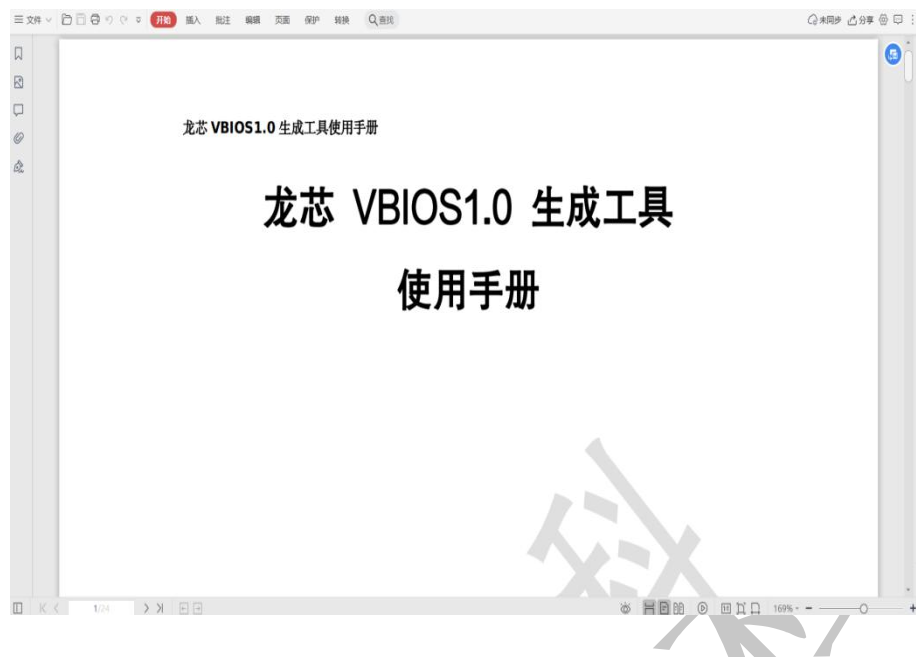 文件
开始 插入 批注 编辑 页面 保护 转换 查找
未同步 分享
龙芯 VBIOS1.0 生成工具使用手册
龙芯 VBIOS1.0 生成工具
使用手册
科
1/24
169%